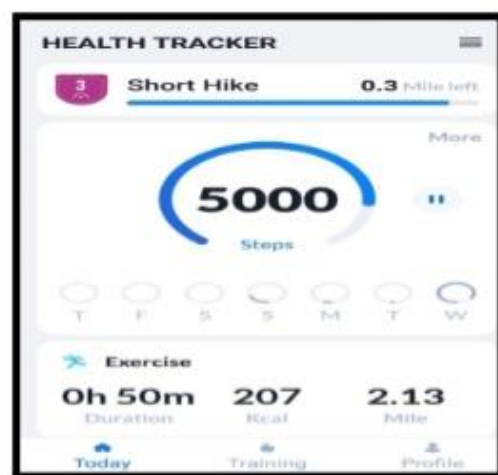 HEALTH TRACKER
3 Short Hike 0.3 Mile left
More
5000
Steps
T F S S M T W
Exercise
0h 50m 207 2.13
Duration Kcal Mile
Today Training Profile